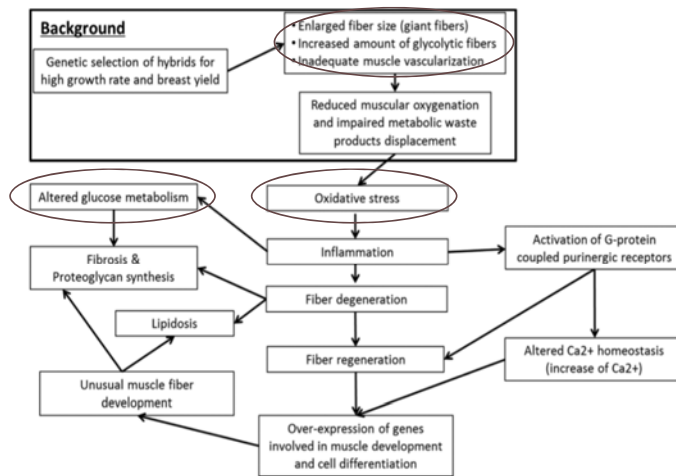 Background
• Enlarged fiber size (giant fibers)
• Increased amount of glycolytic fibers
• Inadequate muscle vascularization
Genetic selection of hybrids for
high growth rate and breast yield
Reduced muscular oxygenation
and impaired metabolic waste
products displacement
Altered glucose metabolism
Oxidative stress
Fibrosis &
Proteoglycan synthesis
Inflammation
Activation of G-protein
coupled purinergic receptors
Fiber degeneration
Lipidosis
Fiber regeneration
Altered Ca2+ homeostasis
(increase of Ca2+)
Unusual muscle fiber
development
Over-expression of genes
involved in muscle development
and cell differentiation